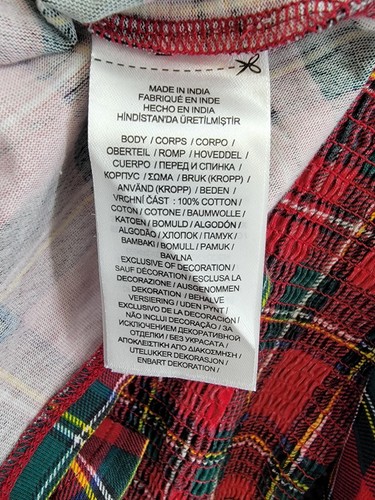 MADE IN INDIA
FABRIQUÉ EN INDE
HECHO EN INDIA
HİNDİSTAN'DA ÜRETİLMİŞTİR
BODY / CORPS / CORPO /
OBERTEIL / ROMP / HOVEDDEL /
CUERPO / ПЕРЕД И СПИНКА /
КОРПУС / ΣΩΜΑ / BRUK (KROPP) /
ANVÄND (KROPP) / BEDEN /
VRCHNÍ ČÁST : 100% COTTON /
COTON / COTONE / BAUMWOLLE /
KATOEN / BOMULD / ALGODÓN /
ALGODÃO / ХЛОПОК / ПАМУК /
ΒΑΜΒΑΚΙ / BOMULL / PAMUK /
BAVLNA
EXCLUSIVE OF DECORATION /
SAUF DÉCORATION / ESCLUSA LA
DECORAZIONE / AUSGENOMMEN
DEKORATION / BEHALVE
VERSIERING / UDEN PYNT /
EXCLUSIVO DE LA DECORACIÓN /
NÃO INCLUI DECORAÇÃO / ЗА
ИСКЛЮЧЕНИЕМ ДЕКОРАТИВНОЙ
ОТДЕЛКИ / БЕЗ УКРАСАТА /
ΑΠΟΚΛΕΙΣΤΙΚΗ ΑΠΟ ΔΙΑΚΟΣΜΗΣΗ /
UTELUKKER DEKORASJON /
ENBART DEKORATION /